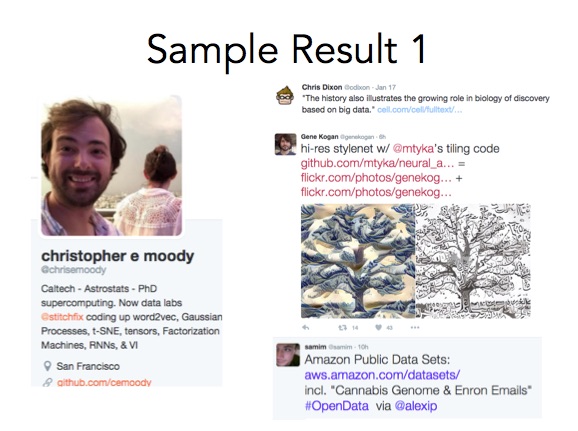 Sample Result 1
christopher e moody
@chrisemoody
Caltech - Astrostats - PhD
supercomputing. Now data labs
@stitchfix coding up word2vec, Gaussian
Processes, t-SNE, tensors, Factorization
Machines, RNNs, & VI
San Francisco
github.com/cemoody
Chris Dixon @cdixon · Jan 17
"The history also illustrates the growing role in biology of discovery
based on big data." cell.com/cell/fulltext/…
Gene Kogan @genekogan · 8h
hi-res stylenet w/ @mtyka's tiling code
github.com/mtyka/neural_a… =
flickr.com/photos/genekog… +
flickr.com/photos/genekog…
14 43
samim @samim · 10h
Amazon Public Data Sets:
aws.amazon.com/datasets/
incl. "Cannabis Genome & Enron Emails"
#OpenData via @alexip